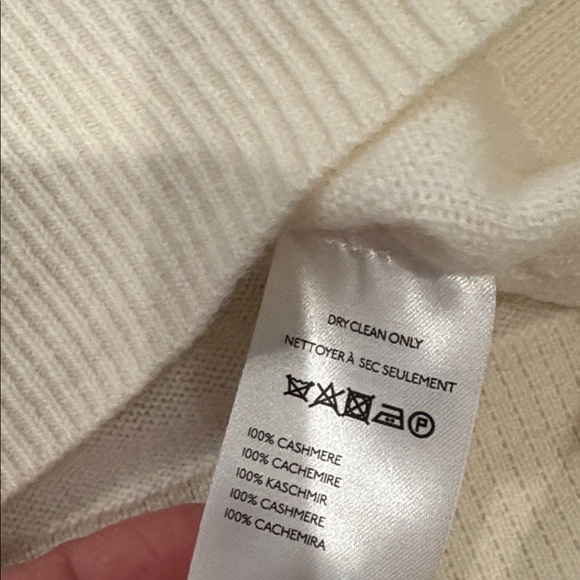 DRY CLEAN ONLY
NETTOYER À SEC SEULEMENT
P
100% CASHMERE
100% CACHEMIRE
100% KASCHMIR
100% CASHMERE
100% CACHEMIRA